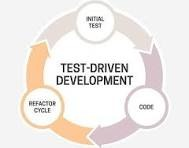 INITIAL
TEST
TEST-DRIVEN
DEVELOPMENT
REFACTOR
CYCLE
CODE